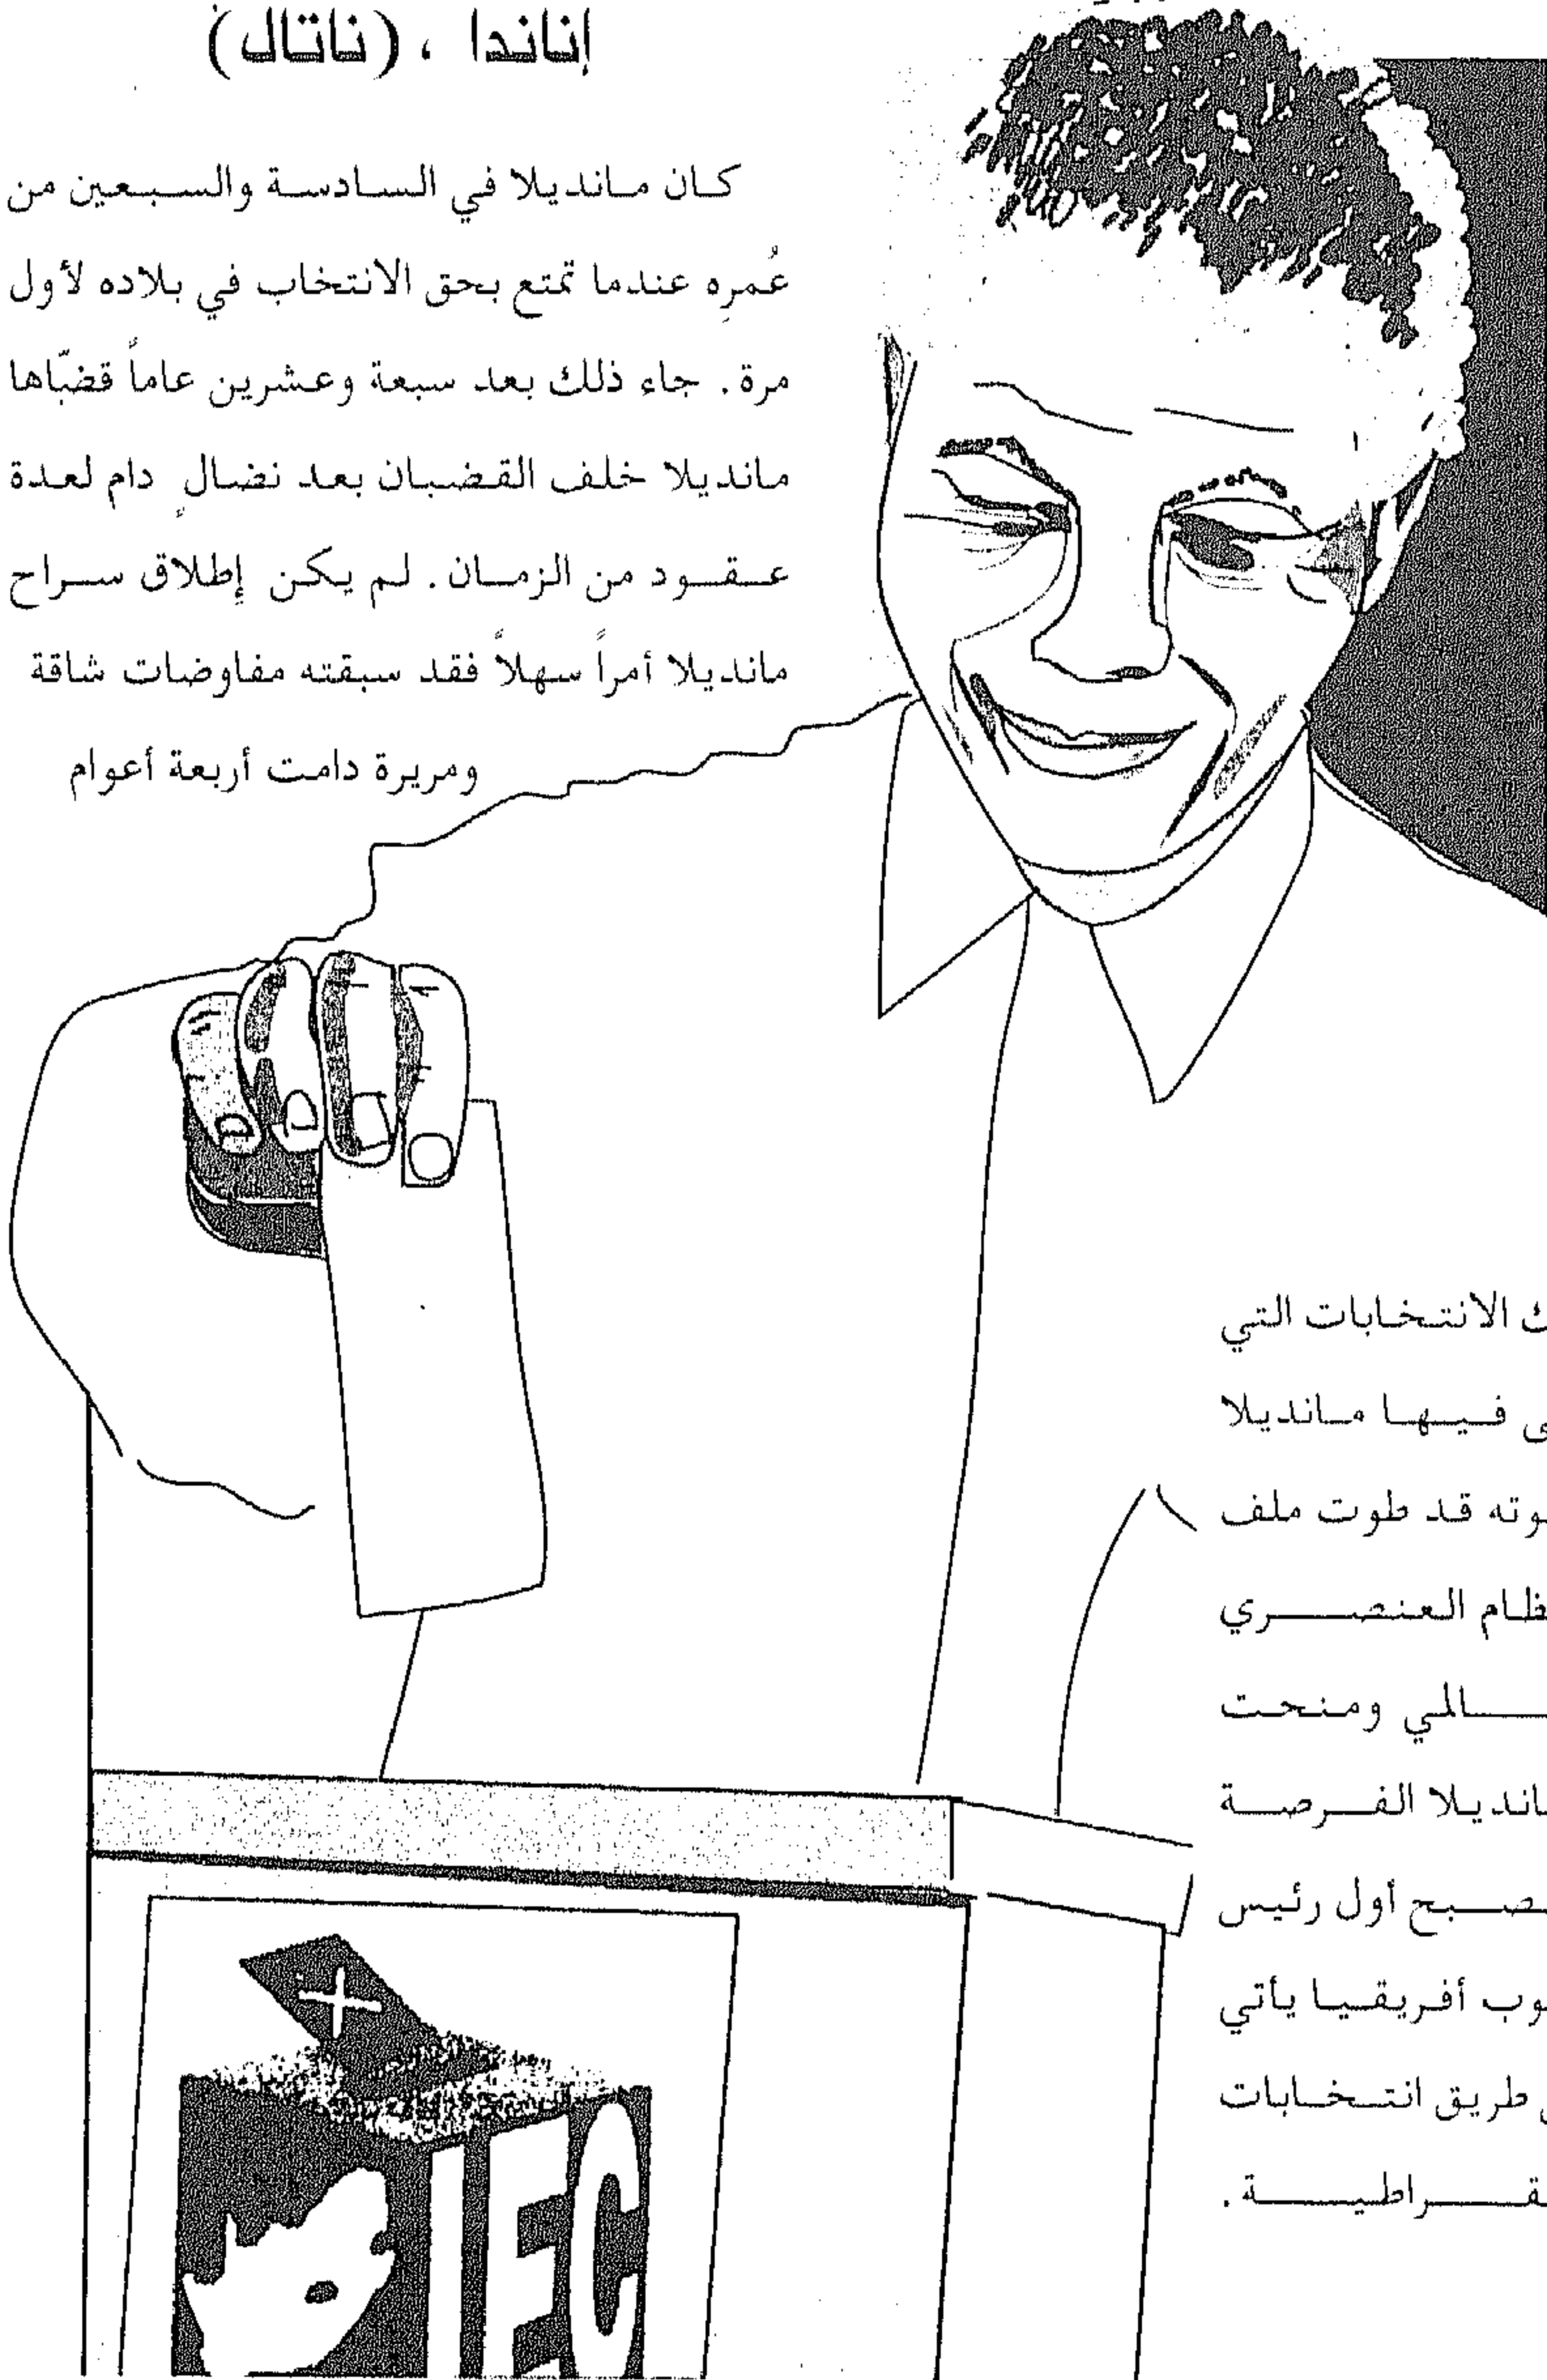 إناندا ، (ناتال)
كان مانديلا في السادسة والسبعين من
عُمرِه عندما تمتع بحق الانتخاب في بلاده لأول
مرة. جاء ذلك بعد سبعة وعشرين عاماً قضّاها
مانديلا خلف القضبان بعد نضالٍ دام لعدة
عقود من الزمان. لم يكن إطلاق سراح
مانديلا أمراً سهلاً فقد سبقته مفاوضات شاقة
ومريرة دامت أربعة أعوام
الانتخابات التي
فيها مانديلا
قد طوت ملف
العنصري
ومنحت
الفرصة
أول رئيس
أفريقيا يأتي
طريق انتخابات
IEC